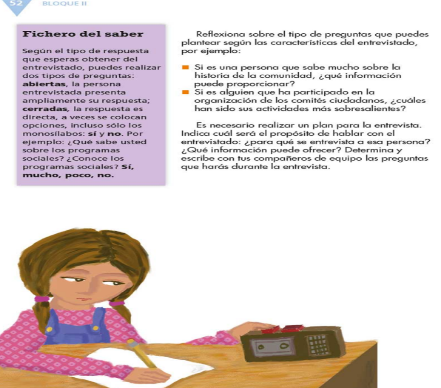 52
BLOQUE II
Fichero del saber
Según el tipo de respuesta
que esperas obtener del
entrevistado, puedes realizar
dos tipos de preguntas:
abiertas, la persona
entrevistada presenta
ampliamente su respuesta;
cerradas, la respuesta es
directa, a veces se colocan
opciones, incluso sólo los
monosílabos: sí y no. Por
ejemplo: ¿Qué sabe usted
sobre los programas
sociales? ¿Conoce los
programas sociales? Sí,
mucho, poco, no.
Reflexiona sobre el tipo de preguntas que puedes
plantear según las características del entrevistado,
por ejemplo:
Si es una persona que sabe mucho sobre la
historia de la comunidad, ¿qué información
puede proporcionar?
Si es alguien que ha participado en la
organización de los comités ciudadanos, ¿cuáles
han sido sus actividades más sobresalientes?
Es necesario realizar un plan para la entrevista.
Indica cuál será el propósito de hablar con el
entrevistado: ¿para qué se entrevista a esa persona?
¿Qué información puede ofrecer? Determina y
escribe con tus compañeros de equipo las preguntas
que harás durante la entrevista.